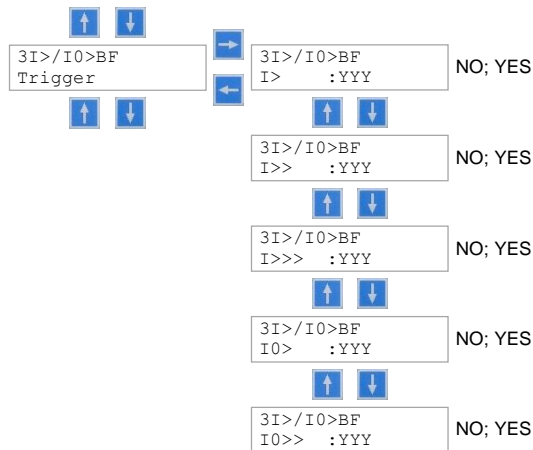 3I>/I0>BF
Trigger
3I>/I0>BF
I> :YYY
NO; YES
3I>/I0>BF
I>> :YYY
NO; YES
3I>/I0>BF
I>>> :YYY
NO; YES
3I>/I0>BF
I0> :YYY
NO; YES
3I>/I0>BF
I0>> :YYY
NO; YES